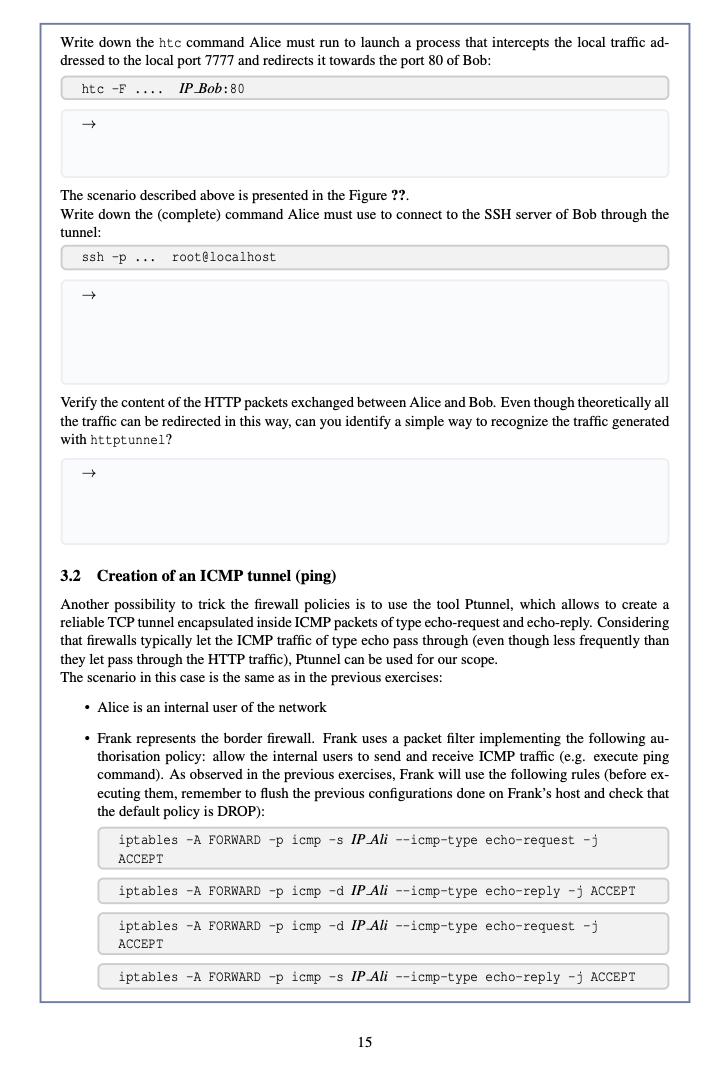 Write down the htc command Alice must run to launch a process that intercepts the local traffic ad-
dressed to the local port 7777 and redirects it towards the port 80 of Bob:
htc -F .... IP_Bob:80
→
The scenario described above is presented in the Figure ??.
Write down the (complete) command Alice must use to connect to the SSH server of Bob through the
tunnel:
ssh -p ... root@localhost
→
Verify the content of the HTTP packets exchanged between Alice and Bob. Even though theoretically all
the traffic can be redirected in this way, can you identify a simple way to recognize the traffic generated
with httptunnel?
→
3.2 Creation of an ICMP tunnel (ping)
Another possibility to trick the firewall policies is to use the tool Ptunnel, which allows to create a
reliable TCP tunnel encapsulated inside ICMP packets of type echo-request and echo-reply. Considering
that firewalls typically let the ICMP traffic of type echo pass through (even though less frequently than
they let pass through the HTTP traffic), Ptunnel can be used for our scope.
The scenario in this case is the same as in the previous exercises:
• Alice is an internal user of the network
• Frank represents the border firewall. Frank uses a packet filter implementing the following au-
thorisation policy: allow the internal users to send and receive ICMP traffic (e.g. execute ping
command). As observed in the previous exercises, Frank will use the following rules (before ex-
ecuting them, remember to flush the previous configurations done on Frank's host and check that
the default policy is DROP):
iptables -A FORWARD -p icmp -s IP_Ali --icmp-type echo-request -j
ACCEPT
iptables -A FORWARD -p icmp -d IP_Ali --icmp-type echo-reply -j ACCEPT
iptables -A FORWARD -p icmp -d IP_Ali --icmp-type echo-request -j
ACCEPT
iptables -A FORWARD -p icmp -s IP_Ali --icmp-type echo-reply -j ACCEPT
15